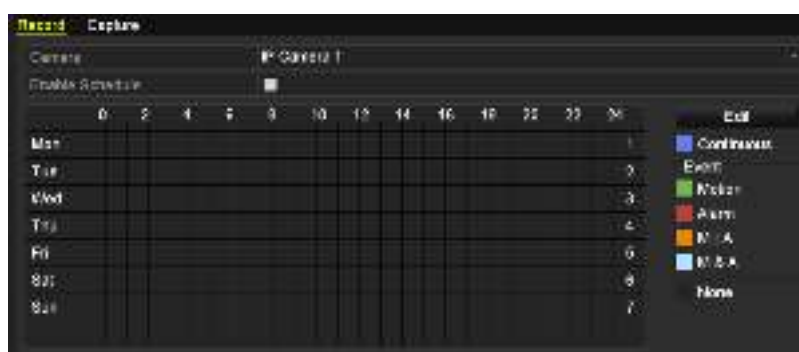 Record Capture
Camera IP Camera 1
Enable Schedule
0 2 4 6 8 10 12 14 16 18 20 22 24
Edit
Mon 1
Continuous
Tue 2
Event
Wed 3
Motion
Thu 4
Alarm
Fri 5
M | A
Sat 6
M & A
Sun 7
None